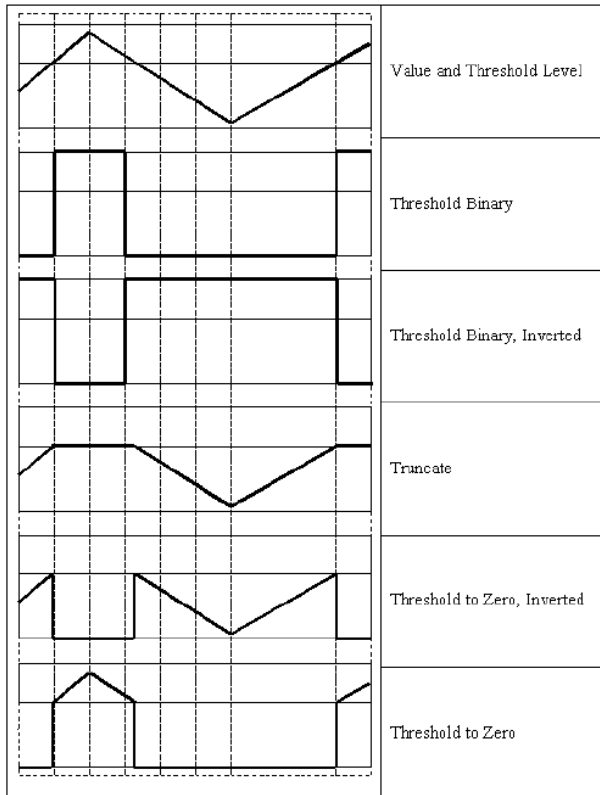 Value and Threshold Level
Threshold Binary
Threshold Binary, Inverted
Truncate
Threshold to Zero, Inverted
Threshold to Zero